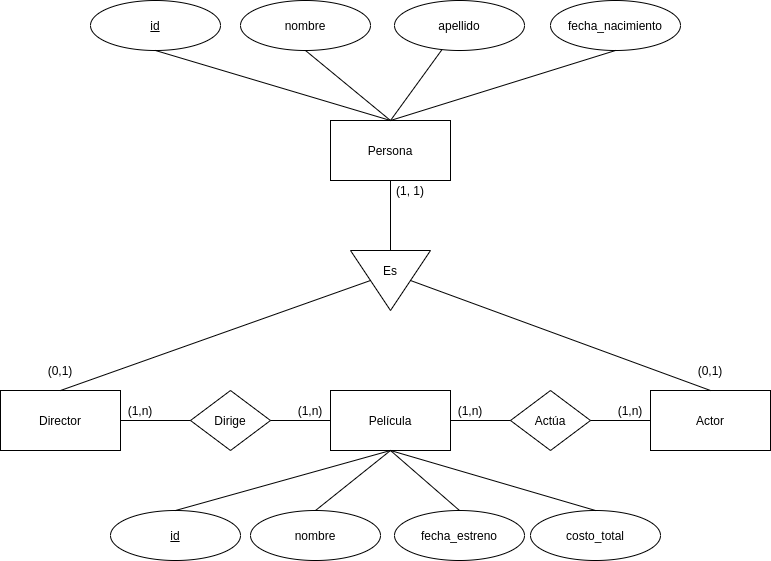 id
nombre
apellido
fecha_nacimiento
Persona
(1, 1)
Es
(0,1)
(0,1)
Director
(1,n)
Dirige
(1,n)
Película
(1,n)
Actúa
(1,n)
Actor
id
nombre
fecha_estreno
costo_total